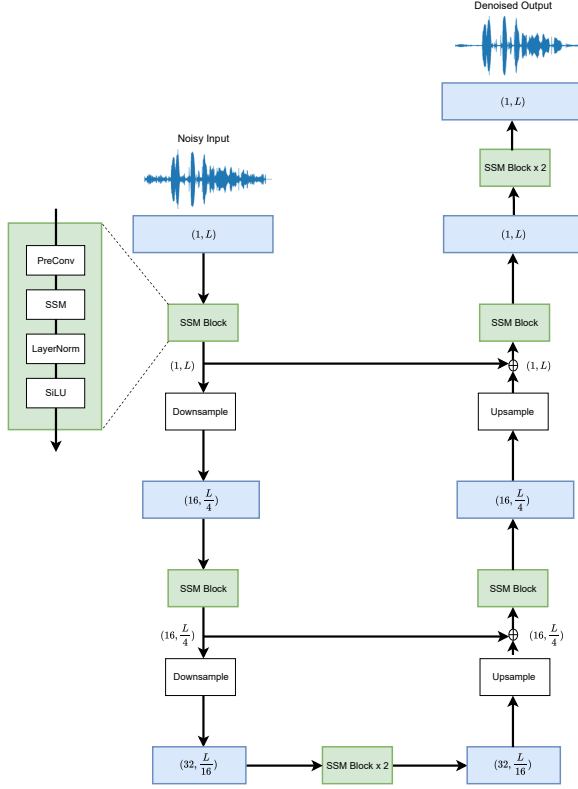 Denoised Output
(1, L)
SSM Block x 2
(1, L)
SSM Block
(1, L)
Upsample
(16, L/4)
SSM Block
(16, L/4)
Upsample
(32, L/16)
Noisy Input
(1, L)
SSM Block
(1, L)
Downsample
(16, L/4)
SSM Block
(16, L/4)
Downsample
(32, L/16)
SSM Block x 2
PreConv
SSM
LayerNorm
SiLU